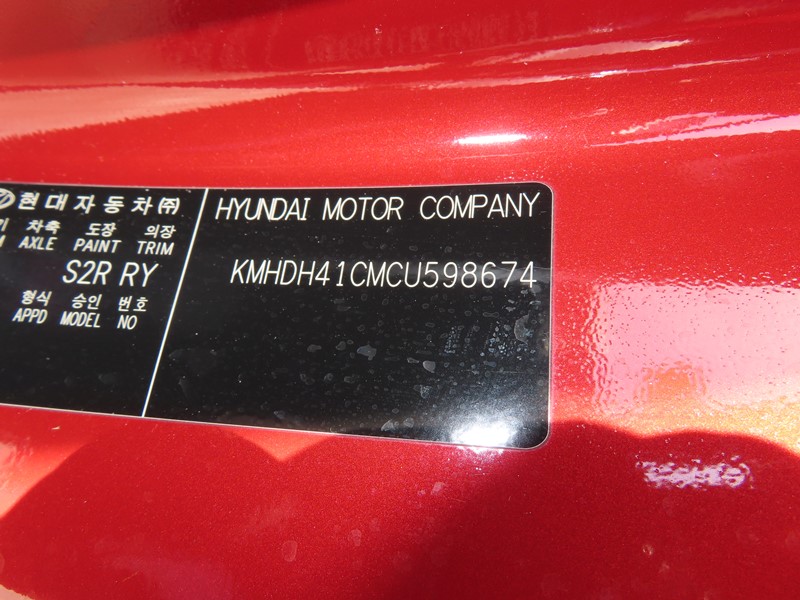 현대자동차㈜
차축 도장 의장
AXLE PAINT TRIM
S2R RY
형식 승인 번호
APPD MODEL NO
HYUNDAI MOTOR COMPANY
KMHDH41CMCU598674